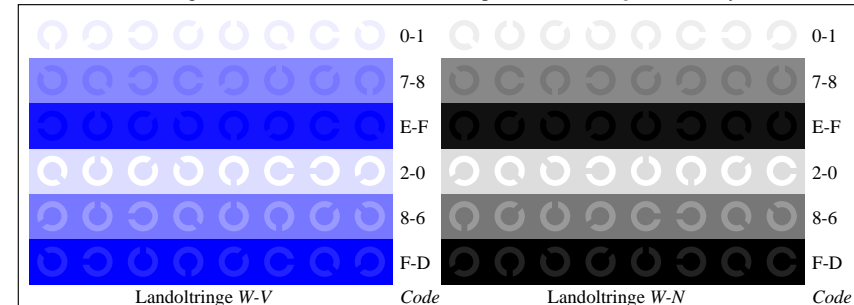 0-1 0-1
7-8 7-8
E-F E-F
2-0 2-0
8-6 8-6
F-D F-D
Landoltringe W-V Code Landoltringe W-N Code